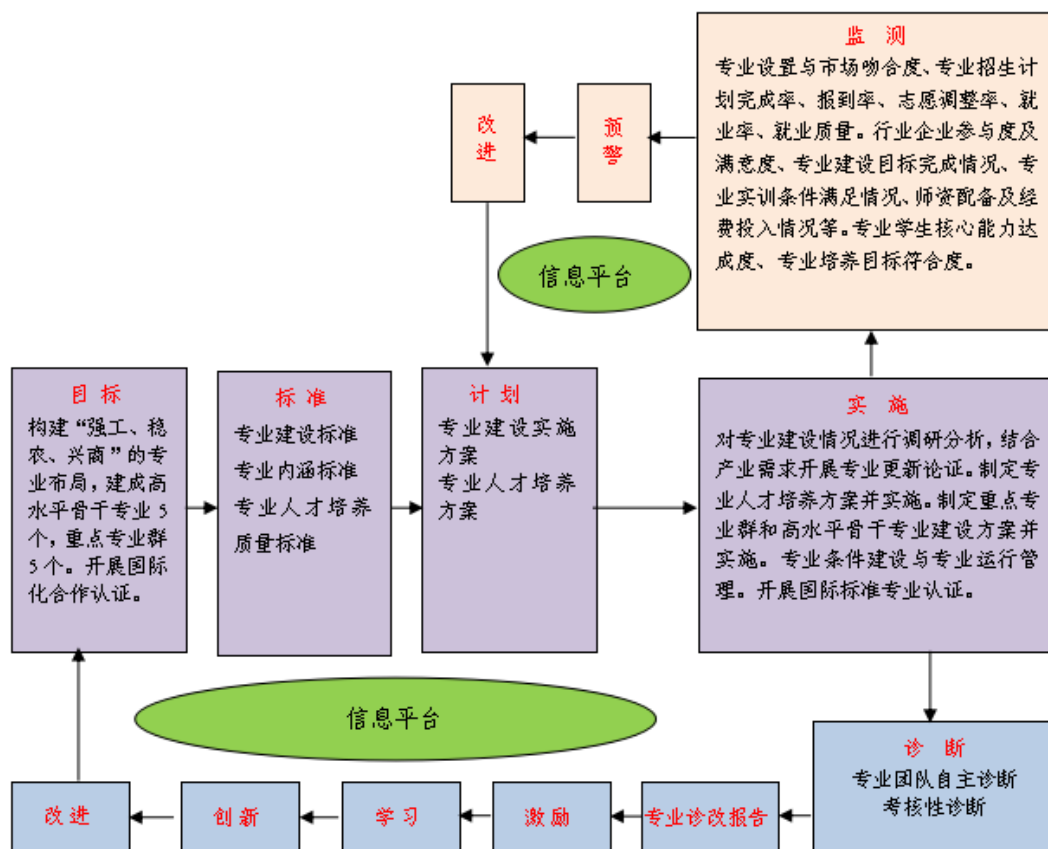 监 测
专业设置与市场吻合度、专业招生计
划完成率、报到率、志愿调整率、就
业率、就业质量。行业企业参与度及
满意度、专业建设目标完成情况、专
业实训条件满足情况、师资配备及经
费投入情况等。专业学生核心能力达
成度、专业培养目标符合度。
预
警
改
进
信息平台
目 标
构建“强工、稳
农、兴商”的专
业布局，建成高
水平骨干专业 5
个，重点专业群
5 个。开展国际
化合作认证。
标 准
专业建设标准
专业内涵标准
专业人才培养
质量标准
计 划
专业建设实施
方案
专业人才培养
方案
实 施
对专业建设情况进行调研分析，结合
产业需求开展专业更新论证。制定专
业人才培养方案并实施。制定重点专
业群和高水平骨干专业建设方案并
实施。专业条件建设与专业运行管
理。开展国际标准专业认证。
信息平台
诊 断
专业团队自主诊断
考核性诊断
专业诊改报告
激励
学习
创新
改进